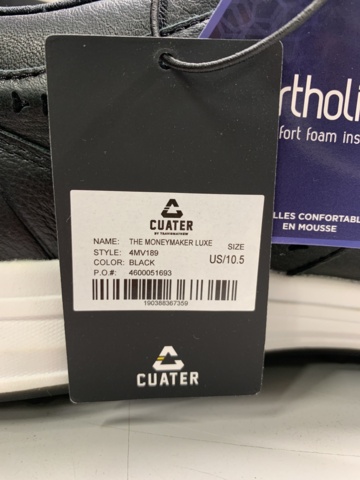 CUATER
BY TRAVISMATHEW
NAME: THE MONEYMAKER LUXE SIZE
STYLE: 4MV189
COLOR: BLACK US/10.5
P.O.#: 4600051693
190388367359
CUATER
rtholi
fort foam ins
LLES CONFORTABL
EN MOUSSE